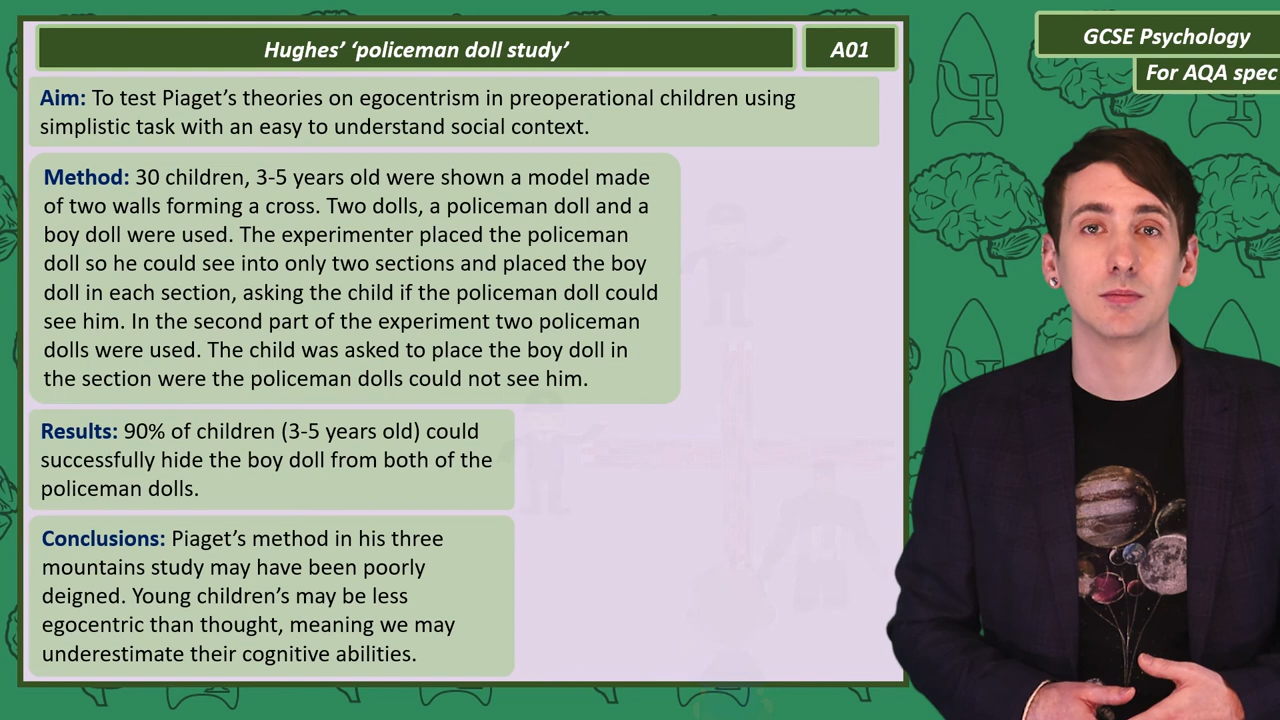 Hughes' 'policeman doll study'
A01
GCSE Psychology
For AQA spec
Aim: To test Piaget's theories on egocentrism in preoperational children using
simplistic task with an easy to understand social context.
Method: 30 children, 3-5 years old were shown a model made
of two walls forming a cross. Two dolls, a policeman doll and a
boy doll were used. The experimenter placed the policeman
doll so he could see into only two sections and placed the boy
doll in each section, asking the child if the policeman doll could
see him. In the second part of the experiment two policeman
dolls were used. The child was asked to place the boy doll in
the section were the policeman dolls could not see him.
Results: 90% of children (3-5 years old) could
successfully hide the boy doll from both of the
policeman dolls.
Conclusions: Piaget's method in his three
mountains study may have been poorly
deigned. Young children's may be less
egocentric than thought, meaning we may
underestimate their cognitive abilities.